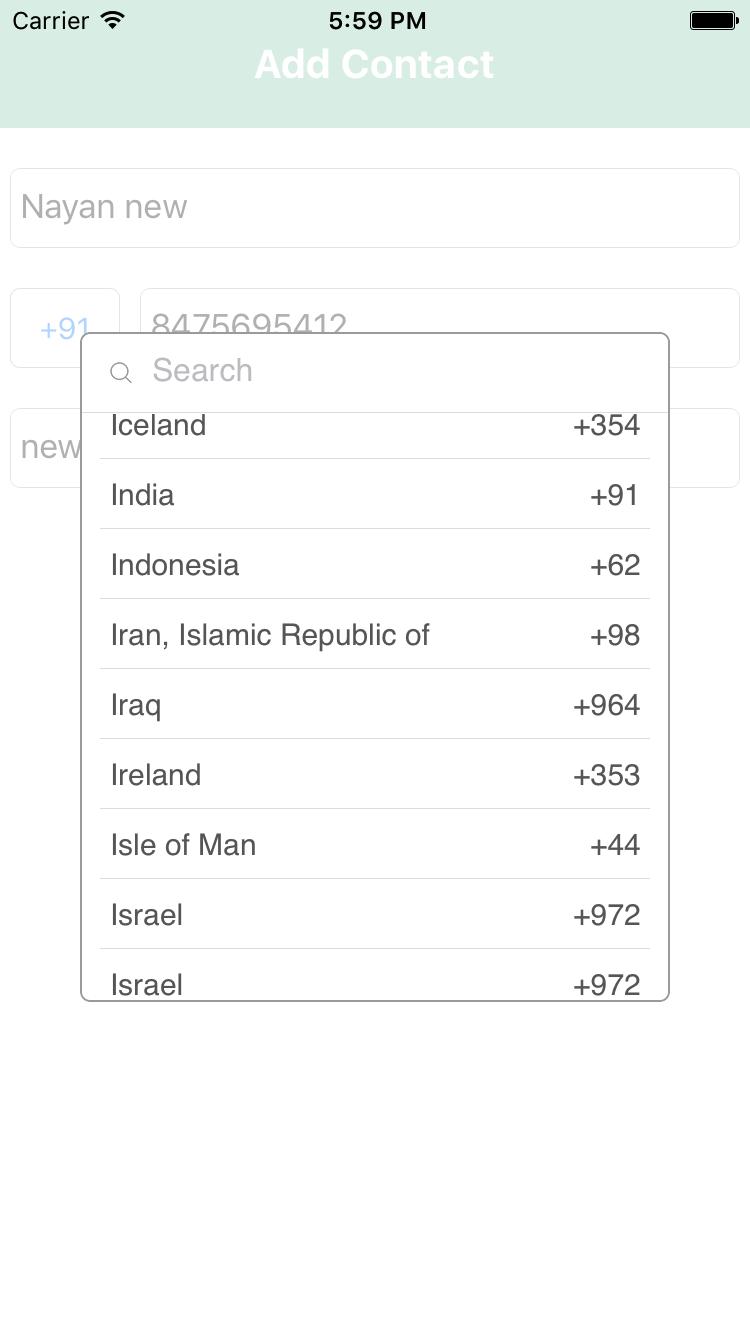 Carrier 5:59 PM
Add Contact
Nayan new
+91 8475695412
Search
new
Iceland +354
India +91
Indonesia +62
Iran, Islamic Republic of +98
Iraq +964
Ireland +353
Isle of Man +44
Israel +972
Israel +972